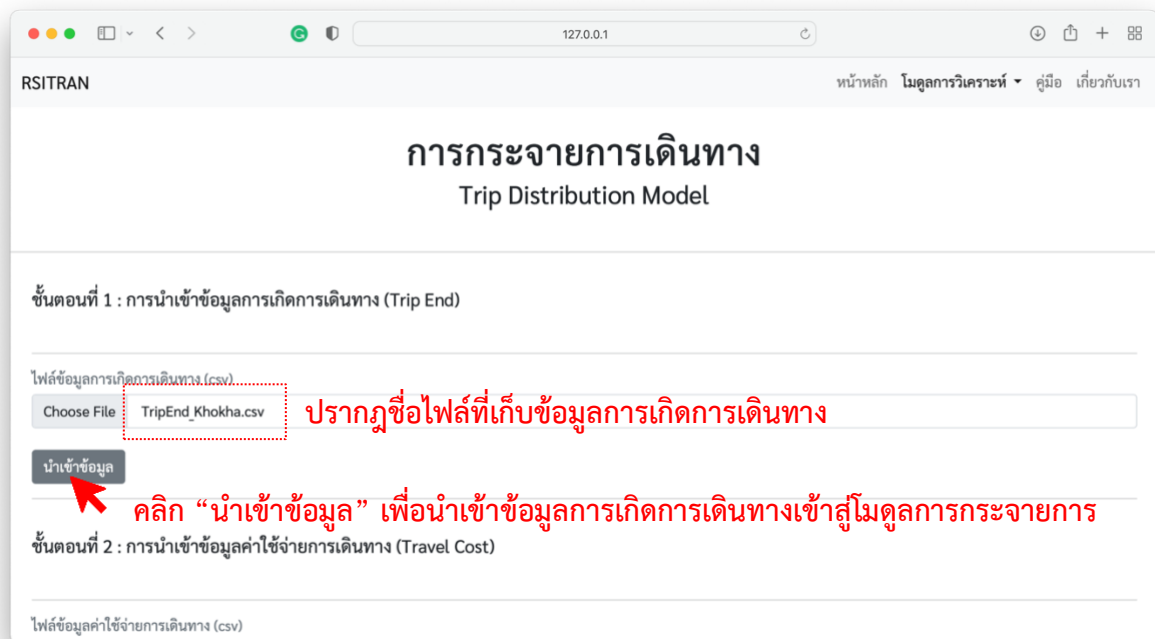 127.0.0.1
RSITRAN
หน้าหลัก โมดูลการวิเคราะห์ คู่มือ เกี่ยวกับเรา
การกระจายการเดินทาง
Trip Distribution Model
ขั้นตอนที่ 1 : การนำเข้าข้อมูลการเกิดการเดินทาง (Trip End)
ไฟล์ข้อมูลการเกิดการเดินทาง (csv)
Choose File TripEnd_Khokha.csv ปรากฎชื่อไฟล์ที่เก็บข้อมูลการเกิดการเดินทาง
นำเข้าข้อมูล
คลิก “นำเข้าข้อมูล” เพื่อนำเข้าข้อมูลการเกิดการเดินทางเข้าสู่โมดูลการกระจายการ
ขั้นตอนที่ 2 : การนำเข้าข้อมูลค่าใช้จ่ายการเดินทาง (Travel Cost)
ไฟล์ข้อมูลค่าใช้จ่ายการเดินทาง (csv)